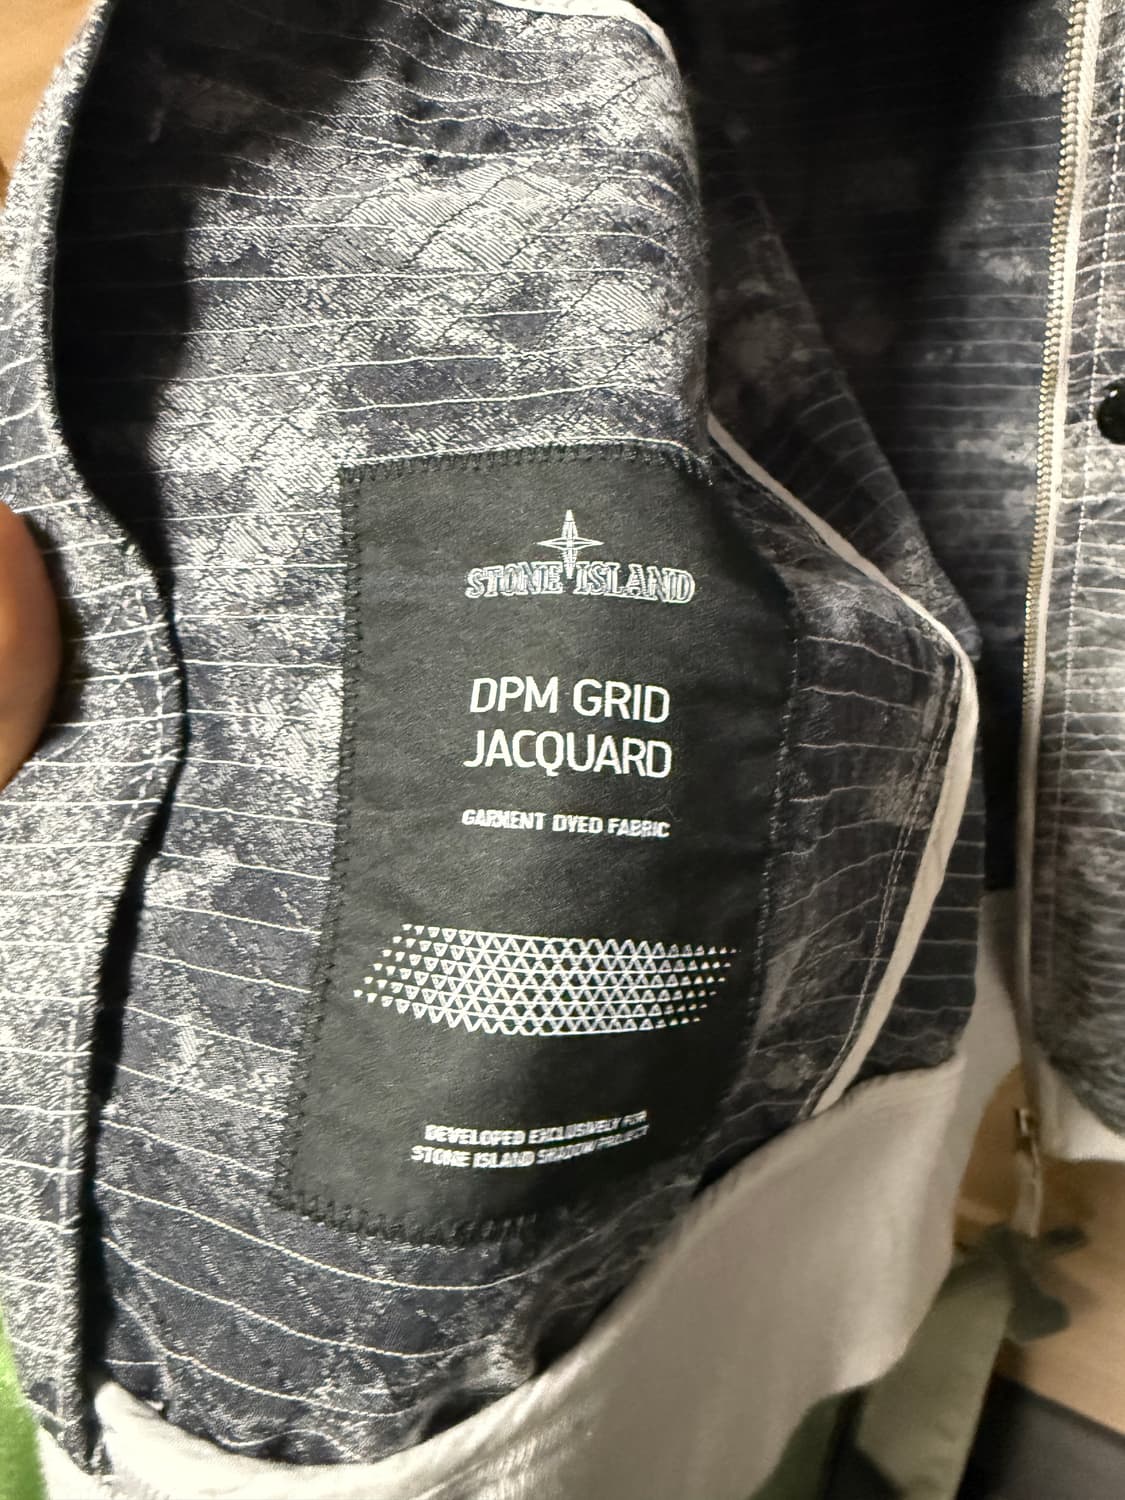 STONE ISLAND
DPM GRID
JACQUARD
GARMENT DYED FABRIC
DEVELOPED EXCLUSIVELY FOR
STONE ISLAND SHADOW PROJECT